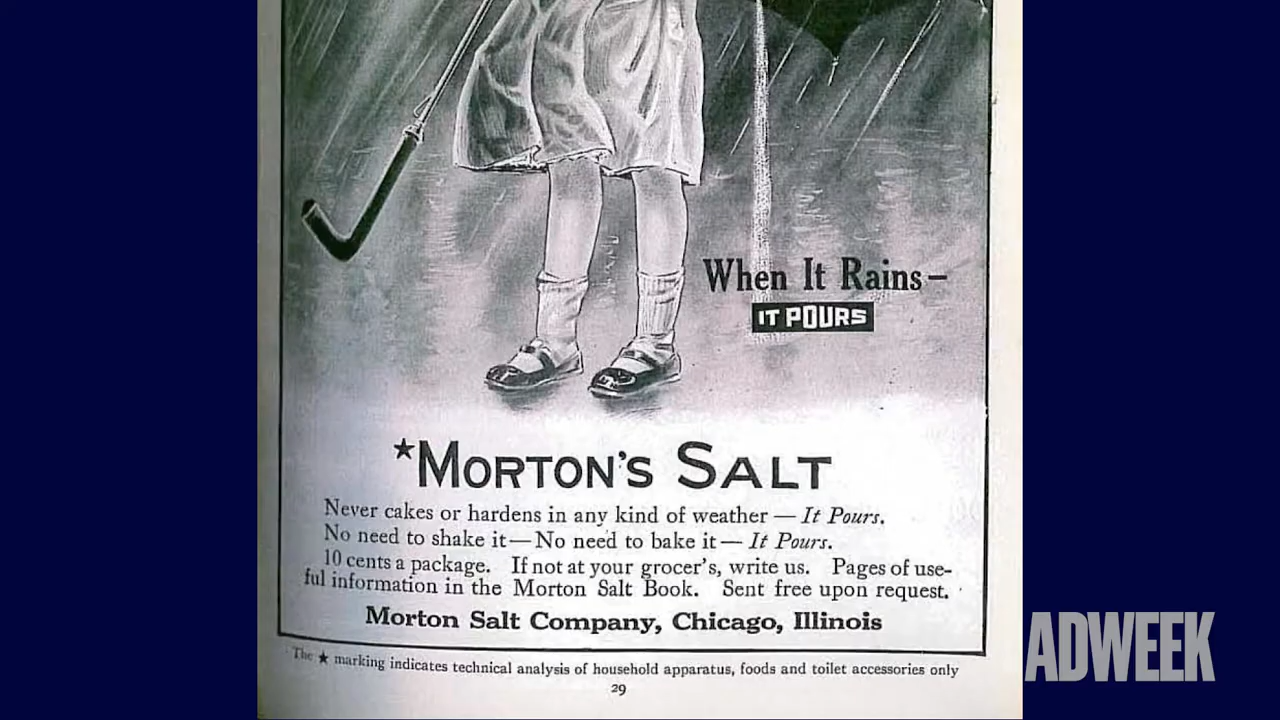 When It Rains—
IT POURS
*MORTON'S SALT
Never cakes or hardens in any kind of weather — It Pours.
No need to shake it—No need to bake it— It Pours.
10 cents a package. If not at your grocer's, write us. Pages of use-
ful information in the Morton Salt Book. Sent free upon request.
Morton Salt Company, Chicago, Illinois
The ★ marking indicates technical analysis of household apparatus, foods and toilet accessories only
29
ADWEEK